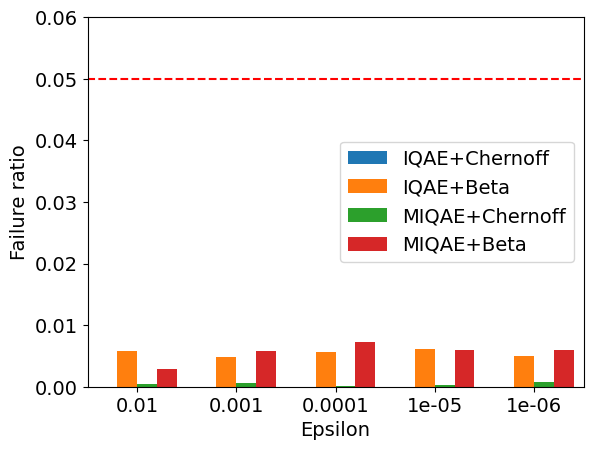 0.06
0.05
0.04
0.03
0.02
0.01
0.00
Failure ratio
IQAE+Chernoff
IQAE+Beta
MIQAE+Chernoff
MIQAE+Beta
0.01 0.001 0.0001 1e-05 1e-06
Epsilon